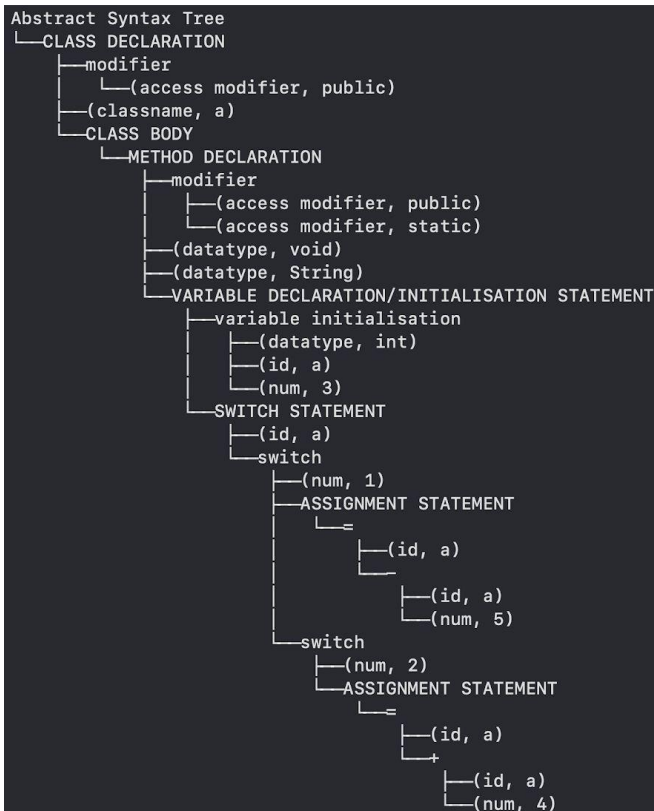 Abstract Syntax Tree
└──CLASS DECLARATION
    ├──modifier
    │   └──(access modifier, public)
    ├──(classname, a)
    └──CLASS BODY
        └──METHOD DECLARATION
            ├──modifier
            │   ├──(access modifier, public)
            │   └──(access modifier, static)
            ├──(datatype, void)
            ├──(datatype, String)
            └──VARIABLE DECLARATION/INITIALISATION STATEMENT
                ├──variable initialisation
                │   ├──(datatype, int)
                │   ├──(id, a)
                │   └──(num, 3)
                └──SWITCH STATEMENT
                    ├──(id, a)
                    └──switch
                        ├──(num, 1)
                        ├──ASSIGNMENT STATEMENT
                        │   └──=
                        │       ├──(id, a)
                        │       └──-
                        │           ├──(id, a)
                        │           └──(num, 5)
                        └──switch
                            ├──(num, 2)
                            └──ASSIGNMENT STATEMENT
                                └──=
                                    ├──(id, a)
                                    └──+
                                        ├──(id, a)
                                        └──(num, 4)